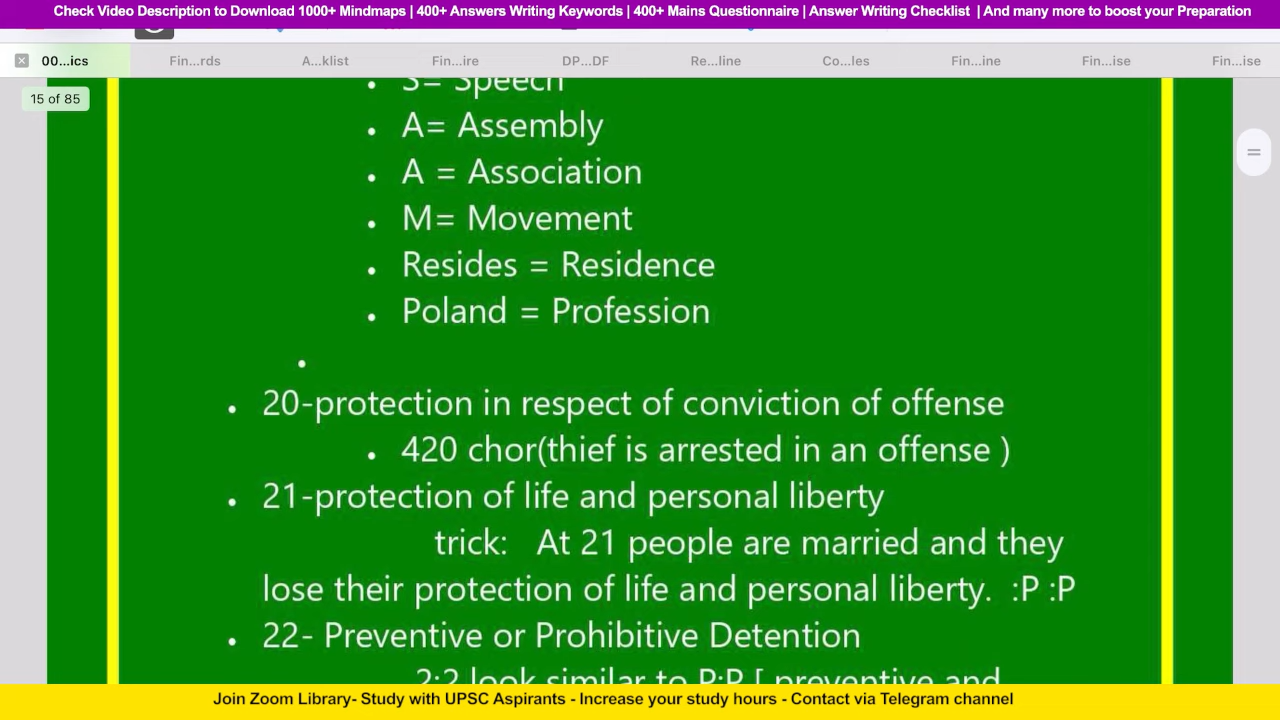 Check Video Description to Download 1000+ Mindmaps | 400+ Answers Writing Keywords | 400+ Mains Questionnaire | Answer Writing Checklist | And many more to boost your Preparation
00...ics Fin...rds A...klist Fin...ire DP...DF Re...line Co...les Fin...ine Fin...ise Fin...ise
15 of 85
S= Speech
A= Assembly
A = Association
M= Movement
Resides = Residence
Poland = Profession
20-protection in respect of conviction of offense
420 chor(thief is arrested in an offense )
21-protection of life and personal liberty
trick: At 21 people are married and they
lose their protection of life and personal liberty. :P :P
22- Preventive or Prohibitive Detention
2:2 look similar to P:P [ preventive and
Join Zoom Library- Study with UPSC Aspirants - Increase your study hours - Contact via Telegram channel